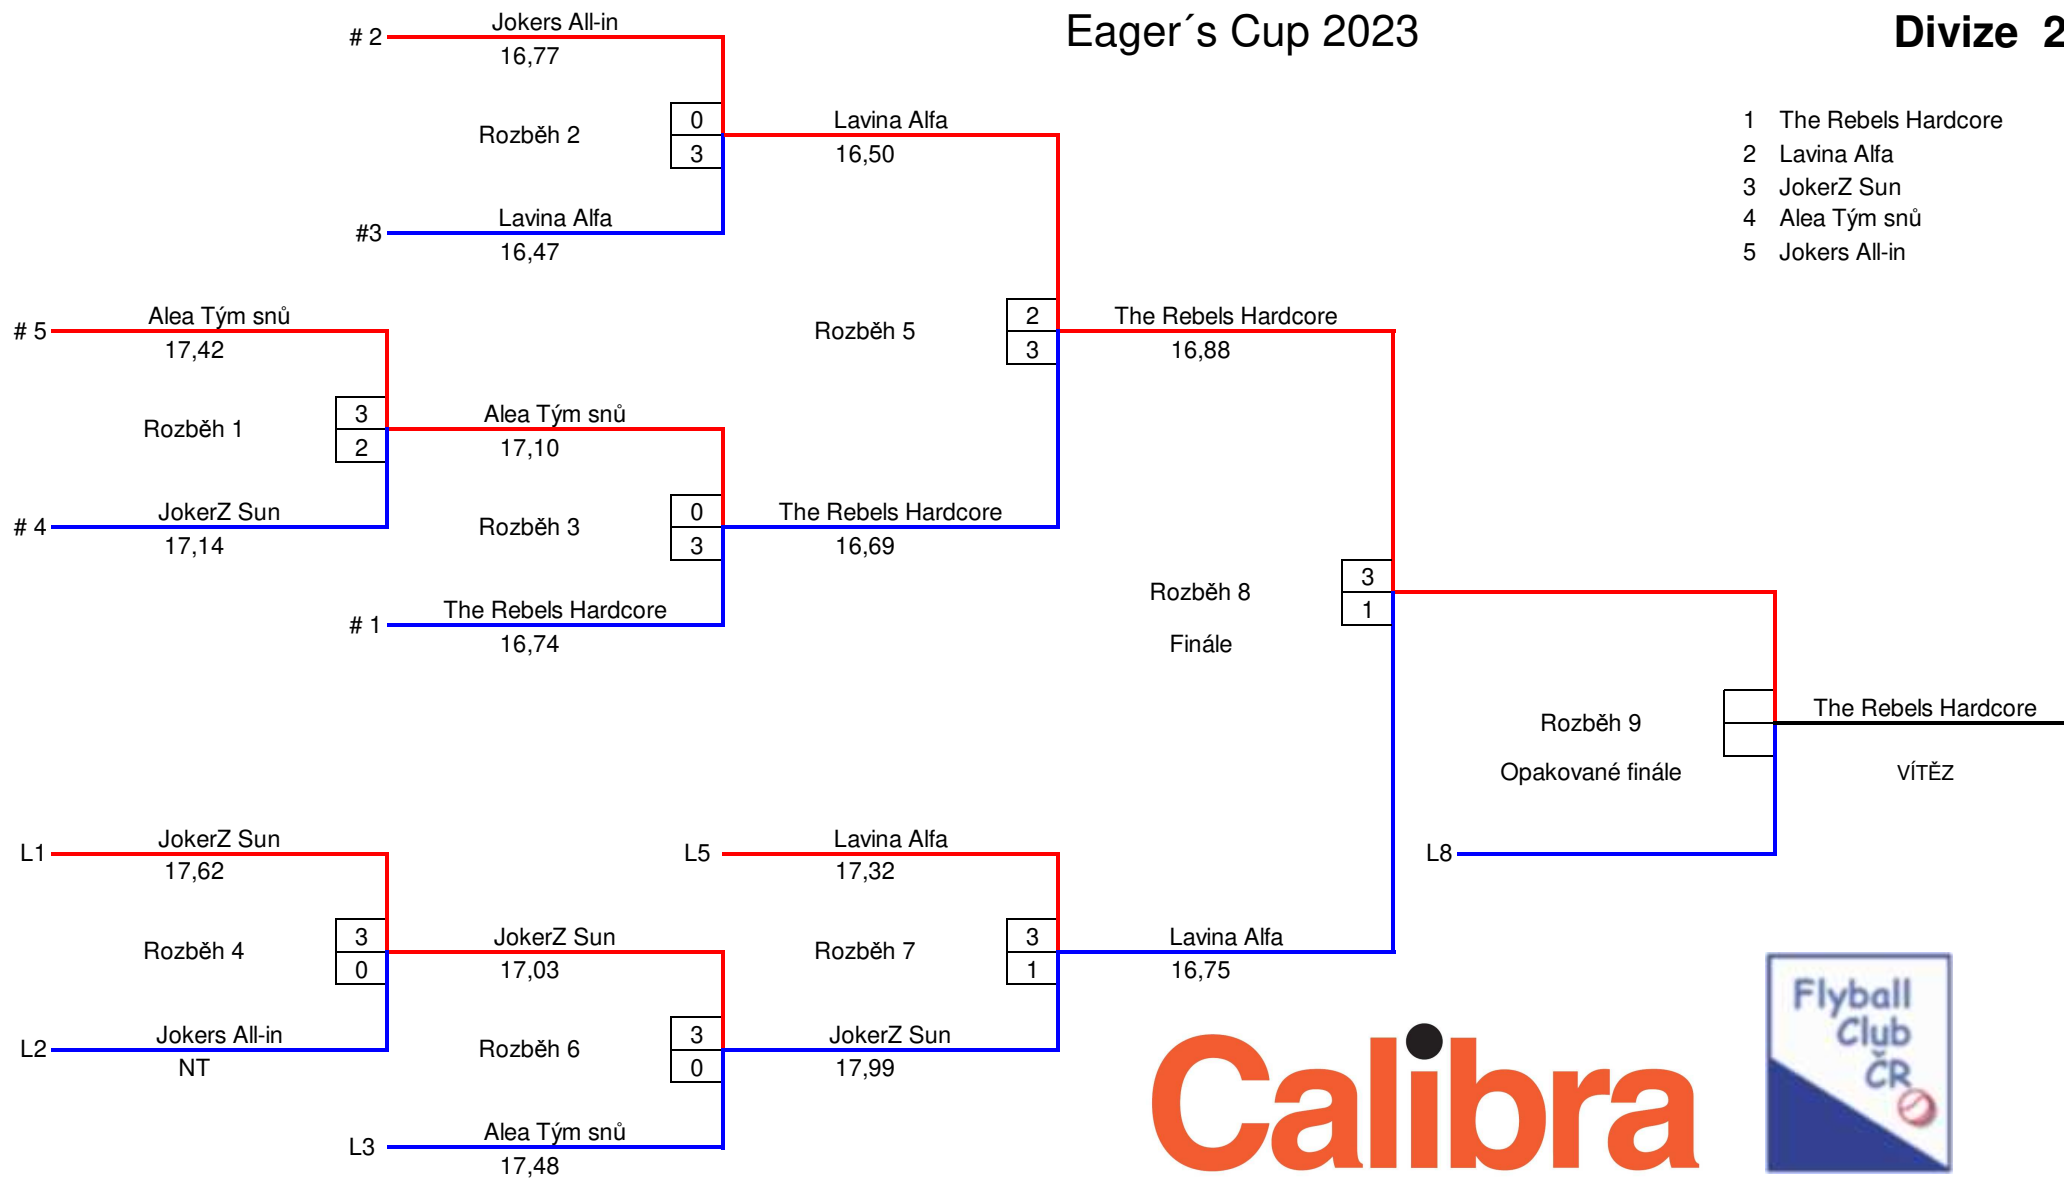 Eager´s Cup 2023
Divize 2
1 The Rebels Hardcore
2 Lavina Alfa
3 JokerZ Sun
4 Alea Tým snů
5 Jokers All-in
# 2
Jokers All-in
16,77
Rozběh 2
0
3
#3
Lavina Alfa
16,47
Lavina Alfa
16,50
# 5
Alea Tým snů
17,42
Rozběh 1
3
2
# 4
JokerZ Sun
17,14
Alea Tým snů
17,10
Rozběh 3
0
3
# 1
The Rebels Hardcore
16,74
Rozběh 5
2
3
The Rebels Hardcore
16,69
The Rebels Hardcore
16,88
Rozběh 8
3
1
Finále
Rozběh 9
Opakované finále
The Rebels Hardcore
VÍTĚZ
L8
L1
JokerZ Sun
17,62
Rozběh 4
3
0
L2
Jokers All-in
NT
JokerZ Sun
17,03
Rozběh 6
3
0
L3
Alea Tým snů
17,48
L5
Lavina Alfa
17,32
Rozběh 7
3
1
JokerZ Sun
17,99
Lavina Alfa
16,75
Calibra
Flyball
Club
ČR